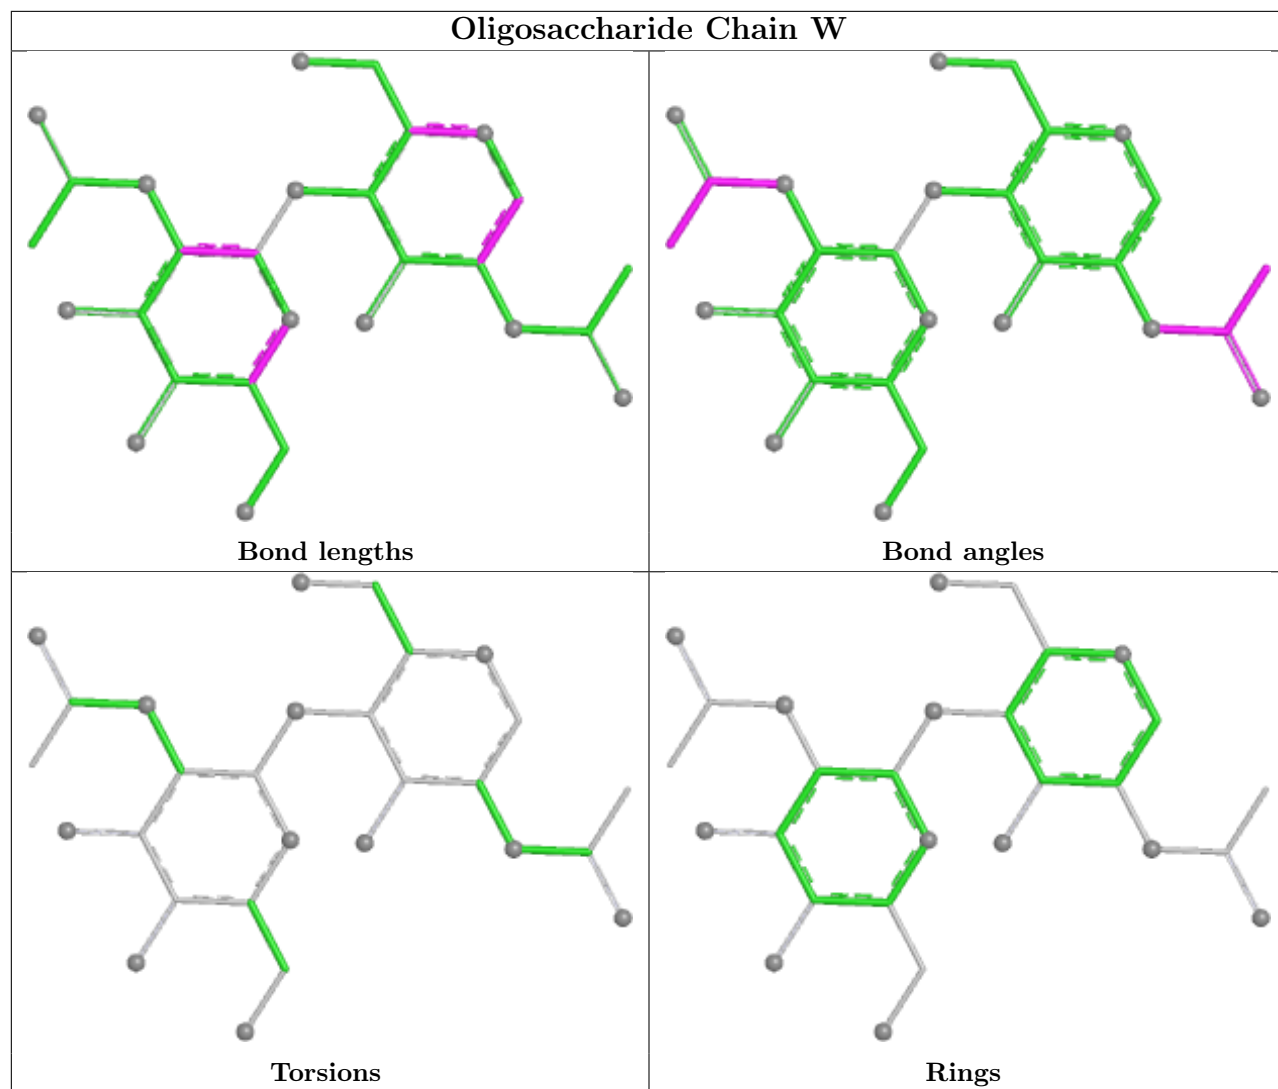 Oligosaccharide Chain W
Bond lengths
Bond angles
Torsions
Rings